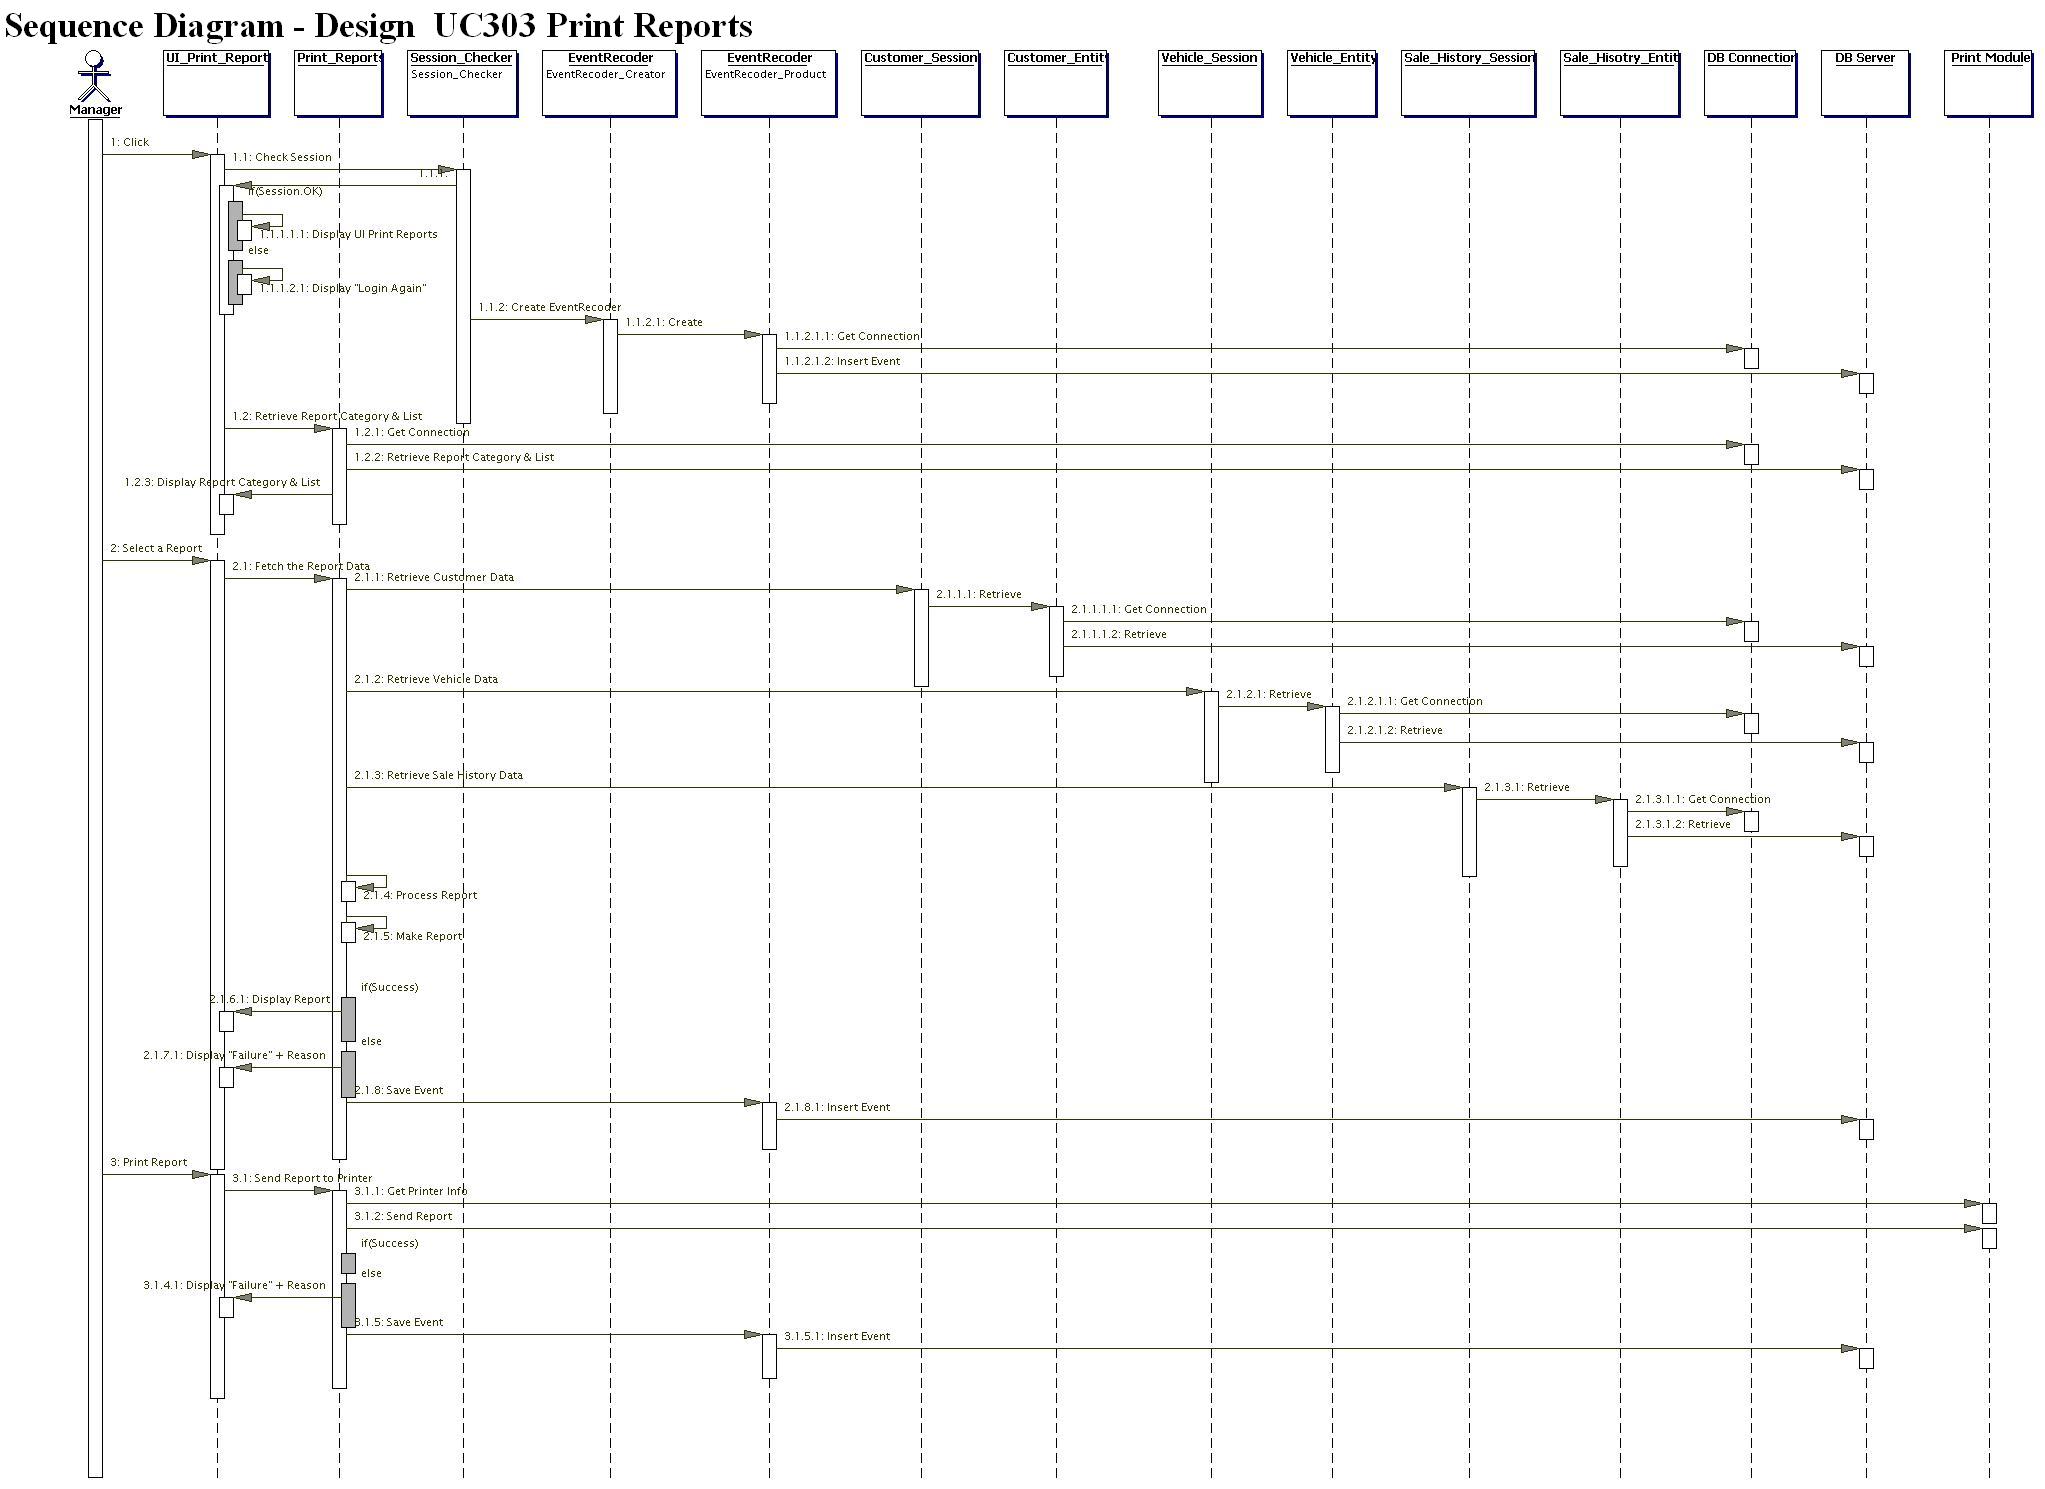 Sequence Diagram - Design  UC303 Print Reports
Manager
UI_Print_Report
Print_Reports
Session_Checker
Session_Checker
EventRecoder
EventRecoder_Creator
EventRecoder
EventRecoder_Product
Customer_Session
Customer_Entit
Vehicle_Session
Vehicle_Entity
Sale_History_Session
Sale_Hisotry_Entit
DB Connection
DB Server
Print Module
1: Click
1.1: Check Session
1.1.1:
if(Session.OK)
1.1.1.1.1: Display UI Print Reports
else
1.1.1.2.1: Display "Login Again"
1.1.2: Create EventRecoder
1.1.2.1: Create
1.1.2.1.1: Get Connection
1.1.2.1.2: Insert Event
1.2: Retrieve Report Category & List
1.2.1: Get Connection
1.2.2: Retrieve Report Category & List
1.2.3: Display Report Category & List
2: Select a Report
2.1: Fetch the Report Data
2.1.1: Retrieve Customer Data
2.1.1.1: Retrieve
2.1.1.1.1: Get Connection
2.1.1.1.2: Retrieve
2.1.2: Retrieve Vehicle Data
2.1.2.1: Retrieve
2.1.2.1.1: Get Connection
2.1.2.1.2: Retrieve
2.1.3: Retrieve Sale History Data
2.1.3.1: Retrieve
2.1.3.1.1: Get Connection
2.1.3.1.2: Retrieve
2.1.4: Process Report
2.1.5: Make Report
if(Success)
2.1.6.1: Display Report
else
2.1.7.1: Display "Failure" + Reason
2.1.8: Save Event
2.1.8.1: Insert Event
3: Print Report
3.1: Send Report to Printer
3.1.1: Get Printer Info
3.1.2: Send Report
if(Success)
else
3.1.4.1: Display "Failure" + Reason
3.1.5: Save Event
3.1.5.1: Insert Event